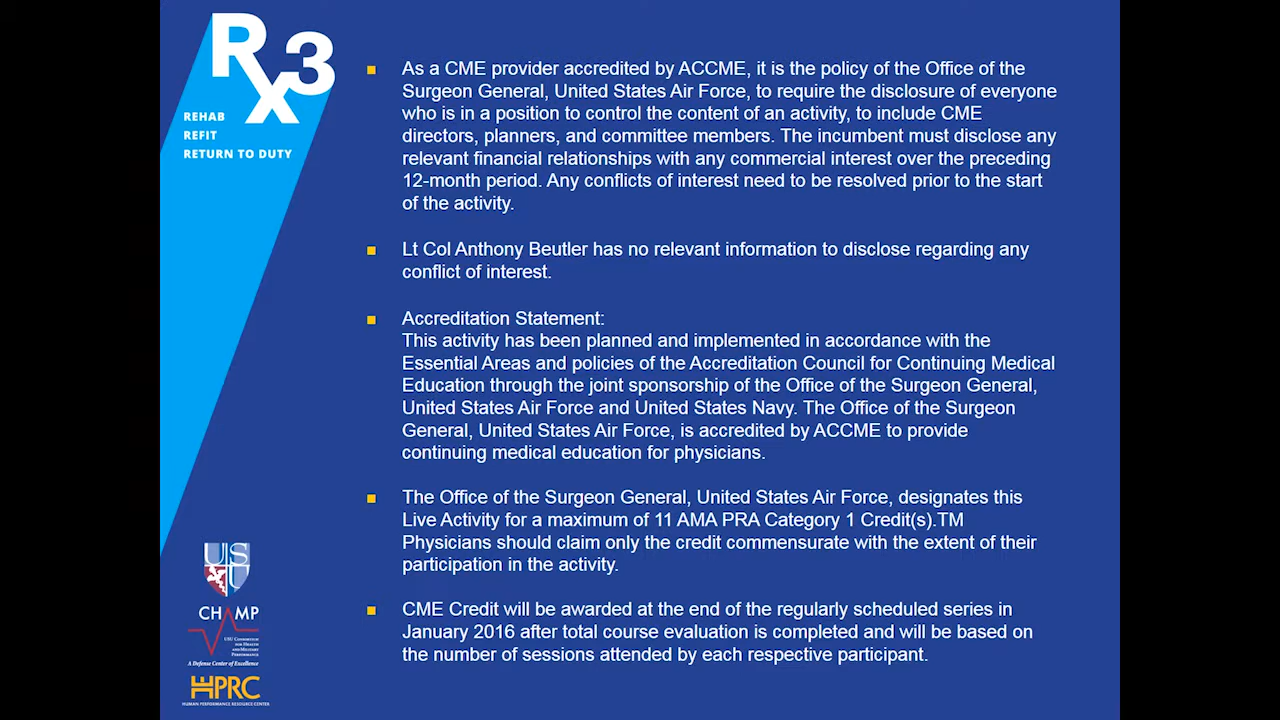 Rx3
REHAB
REFIT
RETURN TO DUTY
As a CME provider accredited by ACCME, it is the policy of the Office of the
Surgeon General, United States Air Force, to require the disclosure of everyone
who is in a position to control the content of an activity, to include CME
directors, planners, and committee members. The incumbent must disclose any
relevant financial relationships with any commercial interest over the preceding
12-month period. Any conflicts of interest need to be resolved prior to the start
of the activity.
Lt Col Anthony Beutler has no relevant information to disclose regarding any
conflict of interest.
Accreditation Statement:
This activity has been planned and implemented in accordance with the
Essential Areas and policies of the Accreditation Council for Continuing Medical
Education through the joint sponsorship of the Office of the Surgeon General,
United States Air Force and United States Navy. The Office of the Surgeon
General, United States Air Force, is accredited by ACCME to provide
continuing medical education for physicians.
The Office of the Surgeon General, United States Air Force, designates this
Live Activity for a maximum of 11 AMA PRA Category 1 Credit(s).TM
Physicians should claim only the credit commensurate with the extent of their
participation in the activity.
CME Credit will be awarded at the end of the regularly scheduled series in
January 2016 after total course evaluation is completed and will be based on
the number of sessions attended by each respective participant.
USU
CHAMP
USU CONSORTIUM
FOR HEALTH
AND MILITARY
PERFORMANCE
A Defense Center of Excellence
HPRC
HUMAN PERFORMANCE RESOURCE CENTER